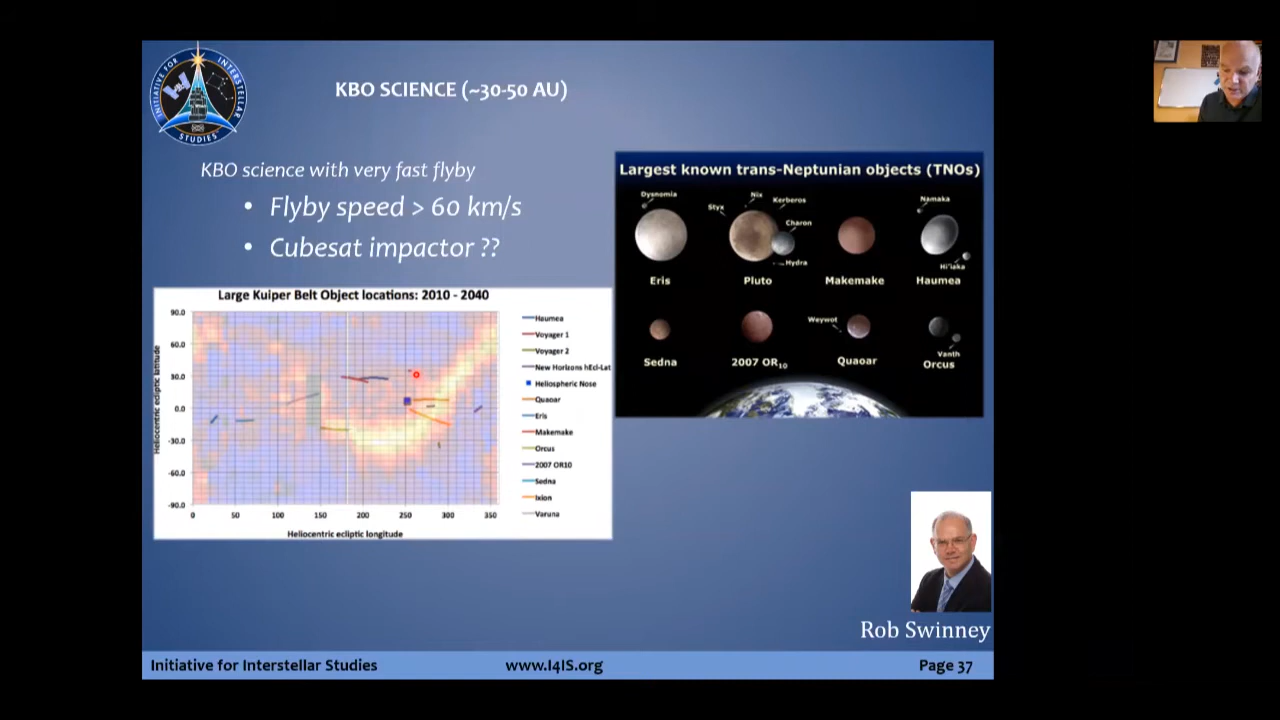 INITIATIVE FOR INTERSTELLAR STUDIES
KBO SCIENCE (~30-50 AU)
KBO science with very fast flyby
• Flyby speed > 60 km/s
• Cubesat impactor ??
Largest known trans-Neptunian objects (TNOs)
Dysnomia
Nix
Kerberos
Styx
Charon
Hydra
Namaka
Hi'iaka
Eris
Pluto
Makemake
Haumea
Weywot
Vanth
Sedna
2007 OR10
Quaoar
Orcus
Large Kuiper Belt Object locations: 2010 - 2040
Heliocentric ecliptic latitude
90.0
60.0
30.0
0.0
-30.0
-60.0
-90.0
0 50 100 150 200 250 300 350
Heliocentric ecliptic longitude
Haumea
Voyager 1
Voyager 2
New Horizons hEcl-Lat
Heliospheric Nose
Quaoar
Eris
Makemake
Orcus
2007 OR10
Sedna
Ixion
Varuna
Rob Swinney
Initiative for Interstellar Studies www.I4IS.org Page 37